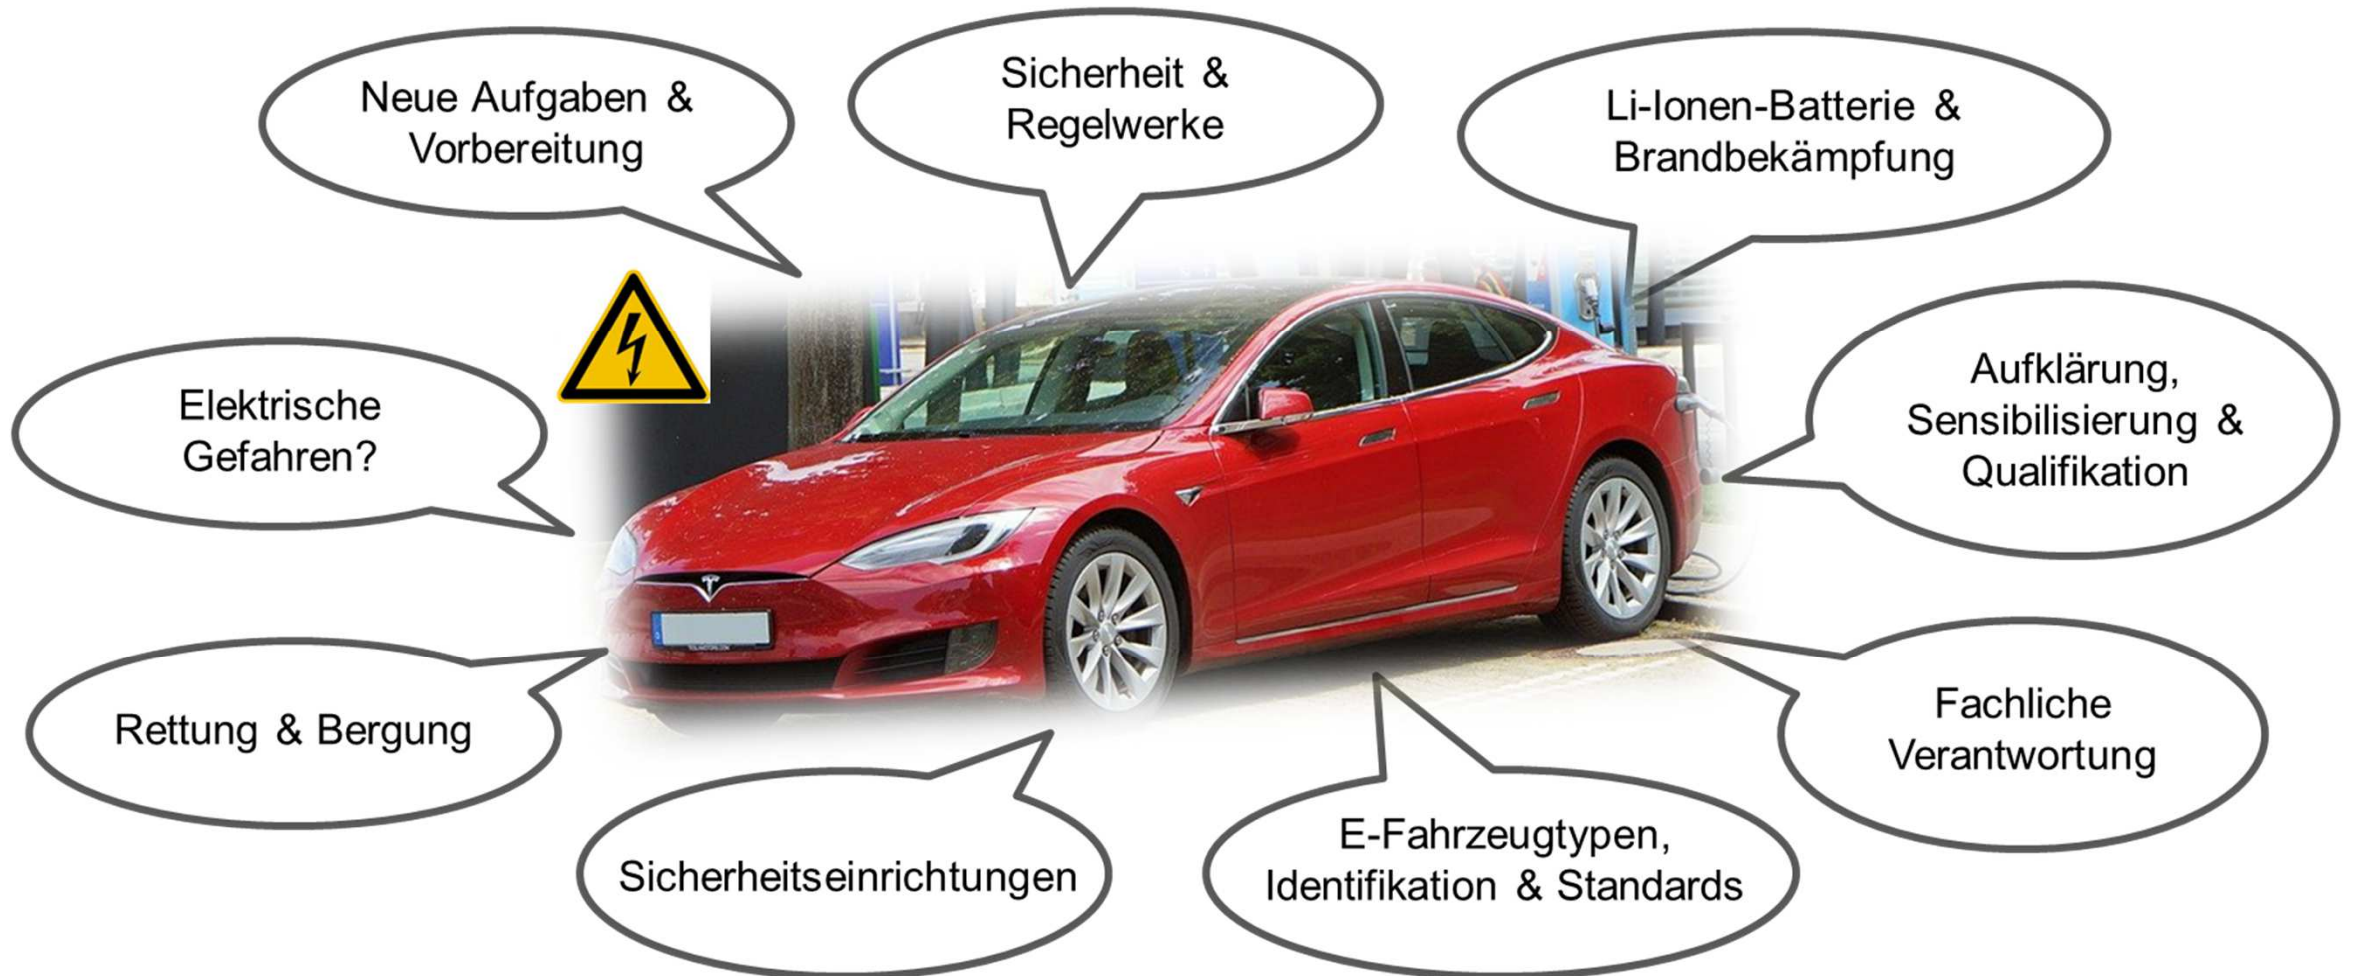 Neue Aufgaben &
Vorbereitung
Sicherheit &
Regelwerke
Li-Ionen-Batterie &
Brandbekämpfung
Elektrische
Gefahren?
Aufklärung,
Sensibilisierung &
Qualifikation
Rettung & Bergung
Fachliche
Verantwortung
Sicherheitseinrichtungen
E-Fahrzeugtypen,
Identifikation & Standards